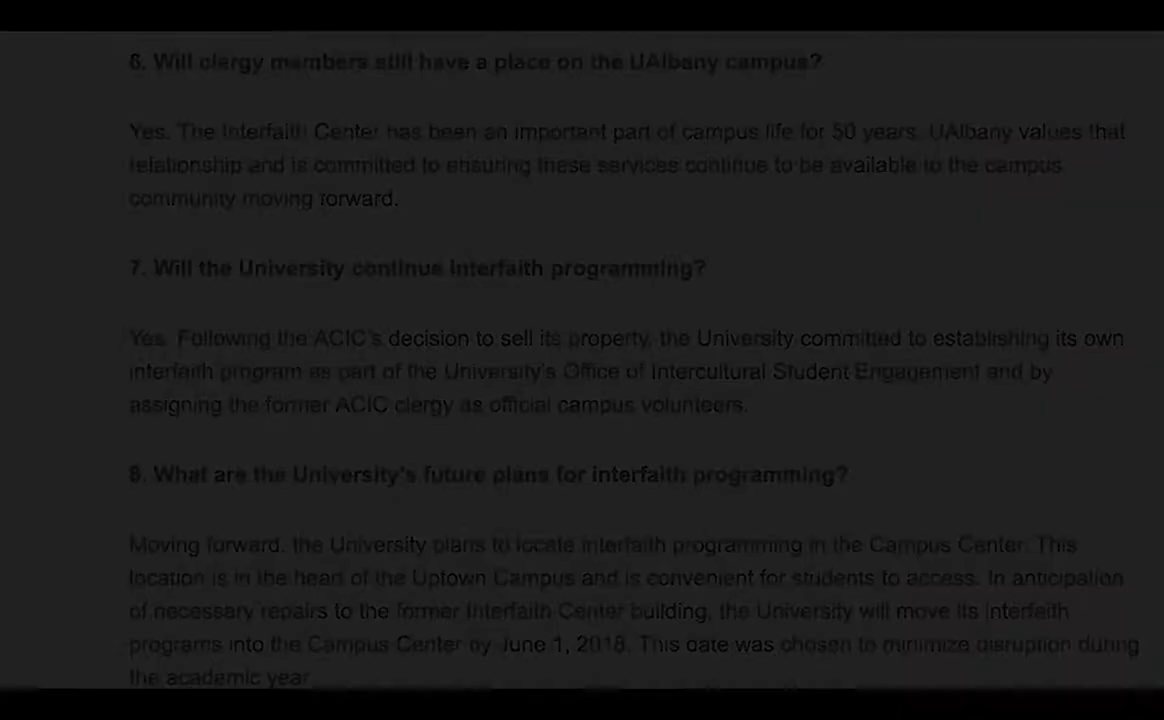 6. Will clergy members still have a place on the UAlbany campus?
Yes. The Interfaith Center has been an important part of campus life for 50 years. UAlbany values that
relationship and is committed to ensuring these services continue to be available to the campus
community moving forward.
7. Will the University continue interfaith programming?
Yes. Following the ACIC's decision to sell its property, the University committed to establishing its own
interfaith program as part of the University's Office of Intercultural Student Engagement and by
assigning the former ACIC clergy as official campus volunteers.
8. What are the University's future plans for interfaith programming?
Moving forward, the University plans to locate interfaith programming in the Campus Center. This
location is in the heart of the Uptown Campus and is convenient for students to access. In anticipation
of necessary repairs to the former Interfaith Center building, the University will move its interfaith
programs into the Campus Center by June 1, 2018. This date was chosen to minimize disruption during
the academic year.